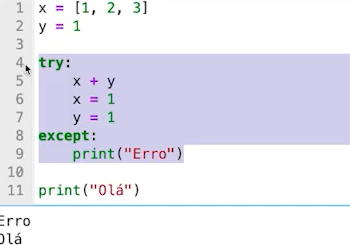 1 x = [1, 2, 3]
2 y = 1
3
4 try:
5     x + y
6     x = 1
7     y = 1
8 except:
9     print("Erro")
10
11 print("Olá")
Erro
Olá